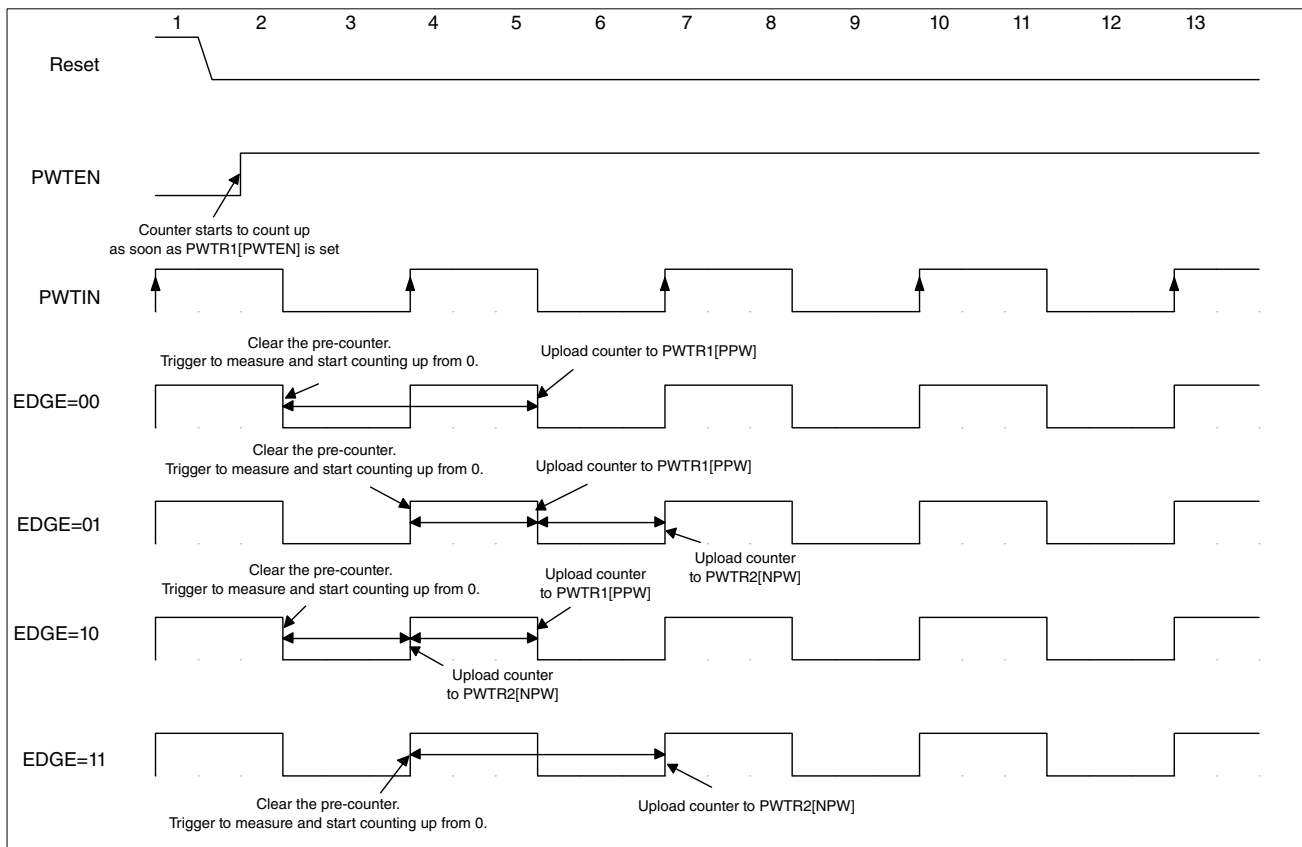 1 2 3 4 5 6 7 8 9 10 11 12 13
Reset
PWTEN
Counter starts to count up
as soon as PWTR1[PWTEN] is set
PWTIN
Clear the pre-counter.
Trigger to measure and start counting up from 0.
Upload counter to PWTR1[PPW]
EDGE=00
Clear the pre-counter.
Trigger to measure and start counting up from 0.
Upload counter to PWTR1[PPW]
EDGE=01
Upload counter
to PWTR2[NPW]
Clear the pre-counter.
Trigger to measure and start counting up from 0.
Upload counter
to PWTR1[PPW]
EDGE=10
Upload counter
to PWTR2[NPW]
EDGE=11
Clear the pre-counter.
Trigger to measure and start counting up from 0.
Upload counter to PWTR2[NPW]